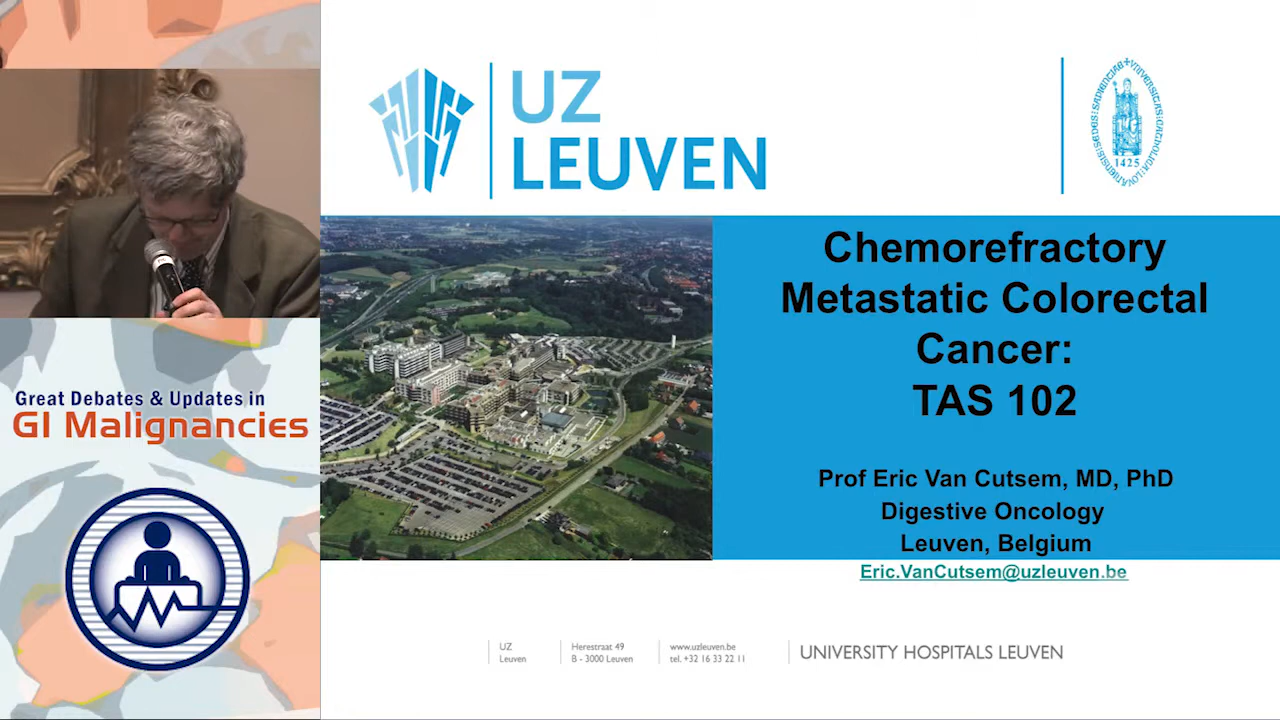 Great Debates & Updates in
GI Malignancies
UZ
LEUVEN
1425
Chemorefractory
Metastatic Colorectal
Cancer:
TAS 102
Prof Eric Van Cutsem, MD, PhD
Digestive Oncology
Leuven, Belgium
Eric.VanCutsem@uzleuven.be
UZ
Leuven
Herestraat 49
B - 3000 Leuven
www.uzleuven.be
tel. +32 16 33 22 11
UNIVERSITY HOSPITALS LEUVEN